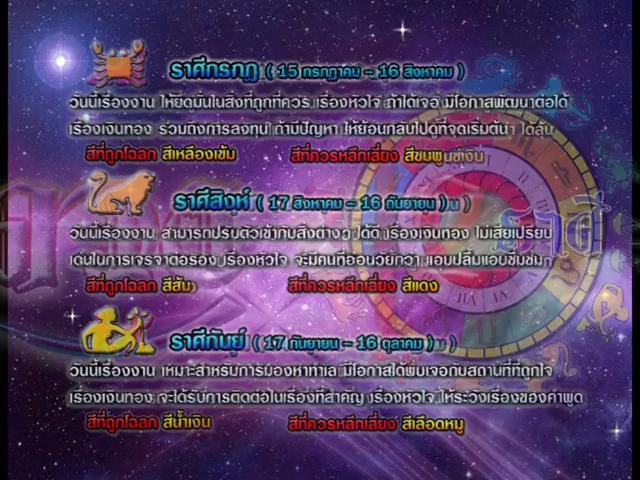 ราศีกรกฎ ( 15 กรกฎาคม - 16 สิงหาคม )
วันนี้เรื่องงาน ให้ยึดมั่นในสิ่งที่ถูกที่ควร เรื่องหัวใจ ถ้าได้เจอ มีโอกาสพัฒนาต่อได้
เรื่องเงินทอง รวมถึงการลงทุน ถ้ามีปัญหา ให้ย้อนกลับไปดูที่จุดเริ่มต้น ได้ลุ้น
สีที่ถูกโฉลก สีเหลืองเข้ม สีที่ควรหลีกเลี่ยง สีชมพู
ราศีสิงห์ ( 17 สิงหาคม - 16 กันยายน )
วันนี้เรื่องงาน สามารถปรับตัวเข้ากับสิ่งต่างๆ ได้ดี เรื่องเงินทอง ไม่เสียเปรียบ
เด่นในการเจรจาต่อรอง เรื่องหัวใจ จะมีคนที่อ่อนวัยกว่า แอบปลื้มแอบชื่นชม
สีที่ถูกโฉลก สีส้ม สีที่ควรหลีกเลี่ยง สีแดง
ราศี
ราศีกันย์ ( 17 กันยายน - 16 ตุลาคม )
วันนี้เรื่องงาน เหมาะสำหรับการมองหาทำเล มีโอกาสได้พบเจอกับสถานที่ที่ถูกใจ
เรื่องเงินทอง จะได้รับการติดต่อในเรื่องที่สำคัญ เรื่องหัวใจ ให้ระวังเรื่องของคำพูด
สีที่ถูกโฉลก สีน้ำเงิน สีที่ควรหลีกเลี่ยง สีเลือดหมู